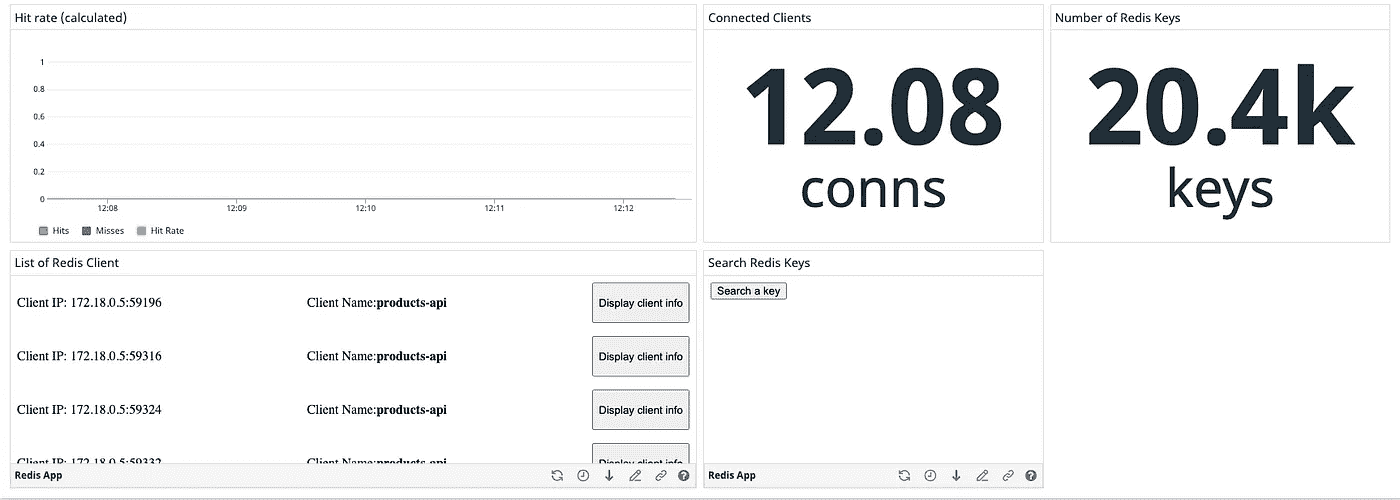 Hit rate (calculated)
1
0.8
0.6
0.4
0.2
0
12:08 12:09 12:10 12:11 12:12
Hits Misses Hit Rate
Connected Clients
12.08
conns
Number of Redis Keys
20.4k
keys
List of Redis Client
Client IP: 172.18.0.5:59196 Client Name:products-api Display client info
Client IP: 172.18.0.5:59316 Client Name:products-api Display client info
Client IP: 172.18.0.5:59324 Client Name:products-api Display client info
Client IP: 172.18.0.5:59332 Client Name:products-api Display client info
Redis App
Search Redis Keys
Search a key
Redis App